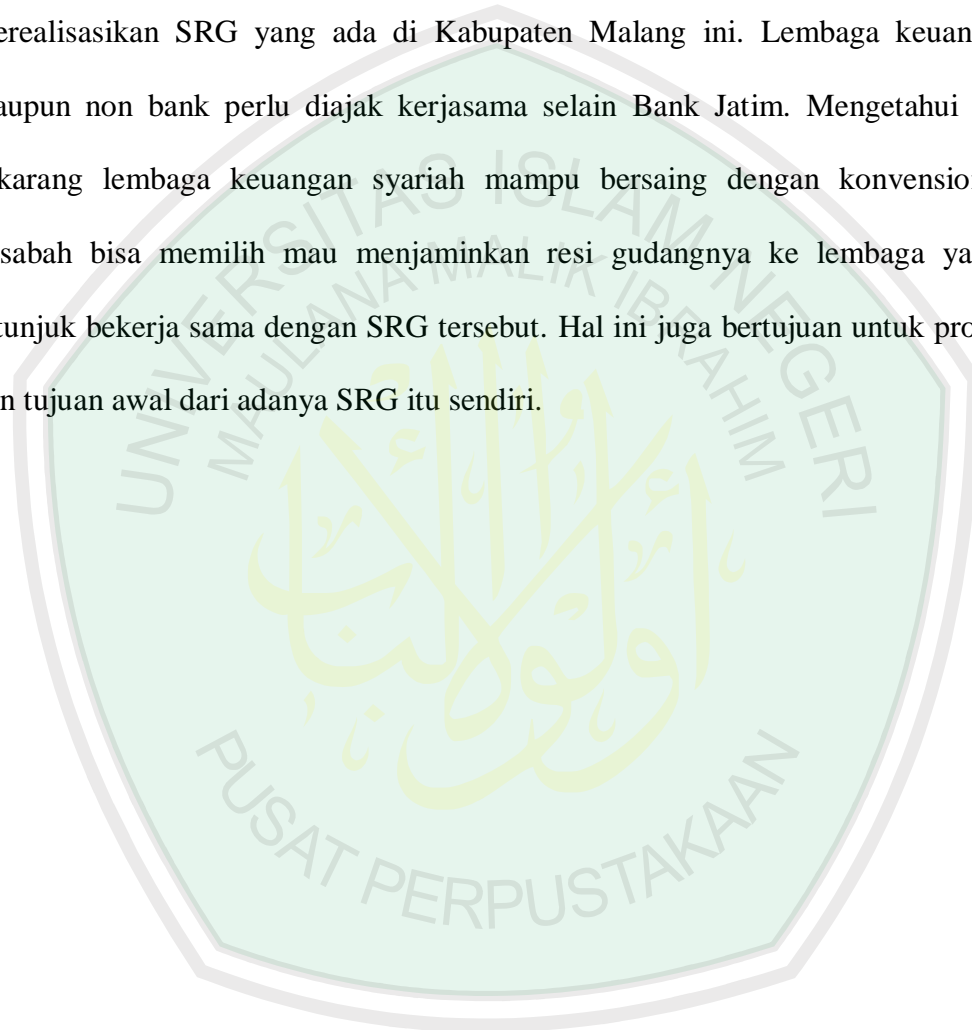 erealisasikan SRG yang ada di Kabupaten Malang ini. Lembaga keuan
aupun non bank perlu diajak kerjasama selain Bank Jatim. Mengetahui
karang lembaga keuangan syariah mampu bersaing dengan konvension
sabah bisa memilih mau menjaminkan resi gudangnya ke lembaga ya
tunjuk bekerja sama dengan SRG tersebut. Hal ini juga bertujuan untuk pro
n tujuan awal dari adanya SRG itu sendiri.
UNIVERSITAS ISLAM NEGERI
MAULANA MALIK IBRAHIM
PUSAT PERPUSTAKAAN